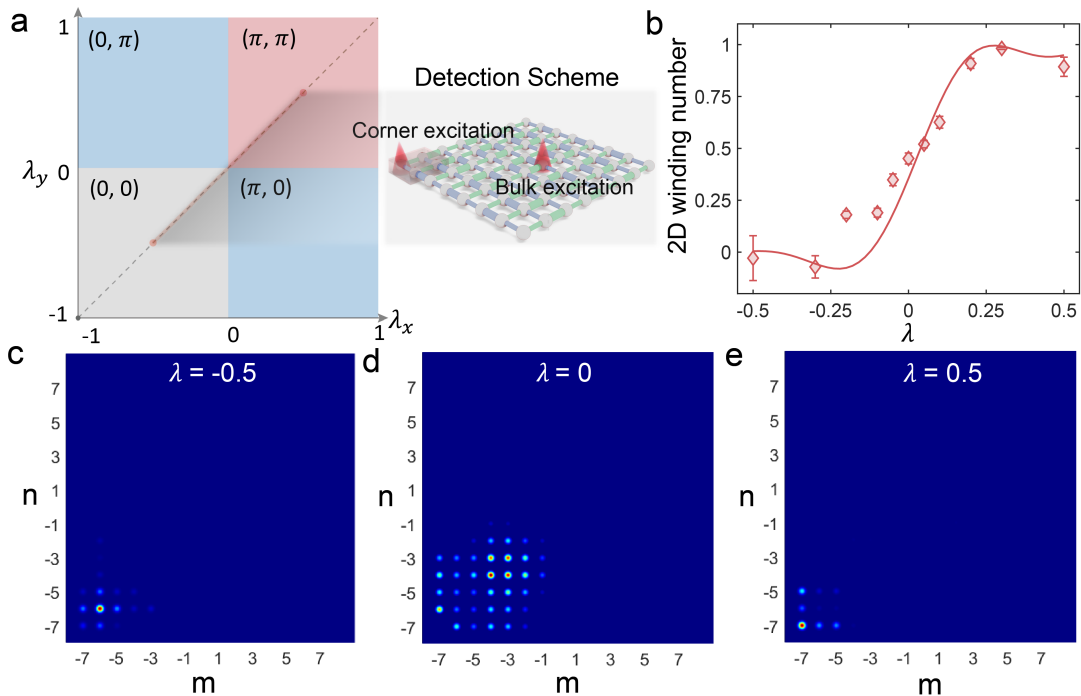 a
1
(0, π)
(π, π)
λy
0
(0, 0)
(π, 0)
-1
-1
0
1
λx
Detection Scheme
Corner excitation
Bulk excitation
b
2D winding number
1
0.75
0.5
0.25
0
-0.5
-0.25
0
0.25
0.5
λ
c
λ = -0.5
n
7
5
3
1
-1
-3
-5
-7
-7
-5
-3
-1
1
3
5
7
m
d
λ = 0
n
7
5
3
1
-1
-3
-5
-7
-7
-5
-3
-1
1
3
5
7
m
e
λ = 0.5
n
7
5
3
1
-1
-3
-5
-7
-7
-5
-3
-1
1
3
5
7
m